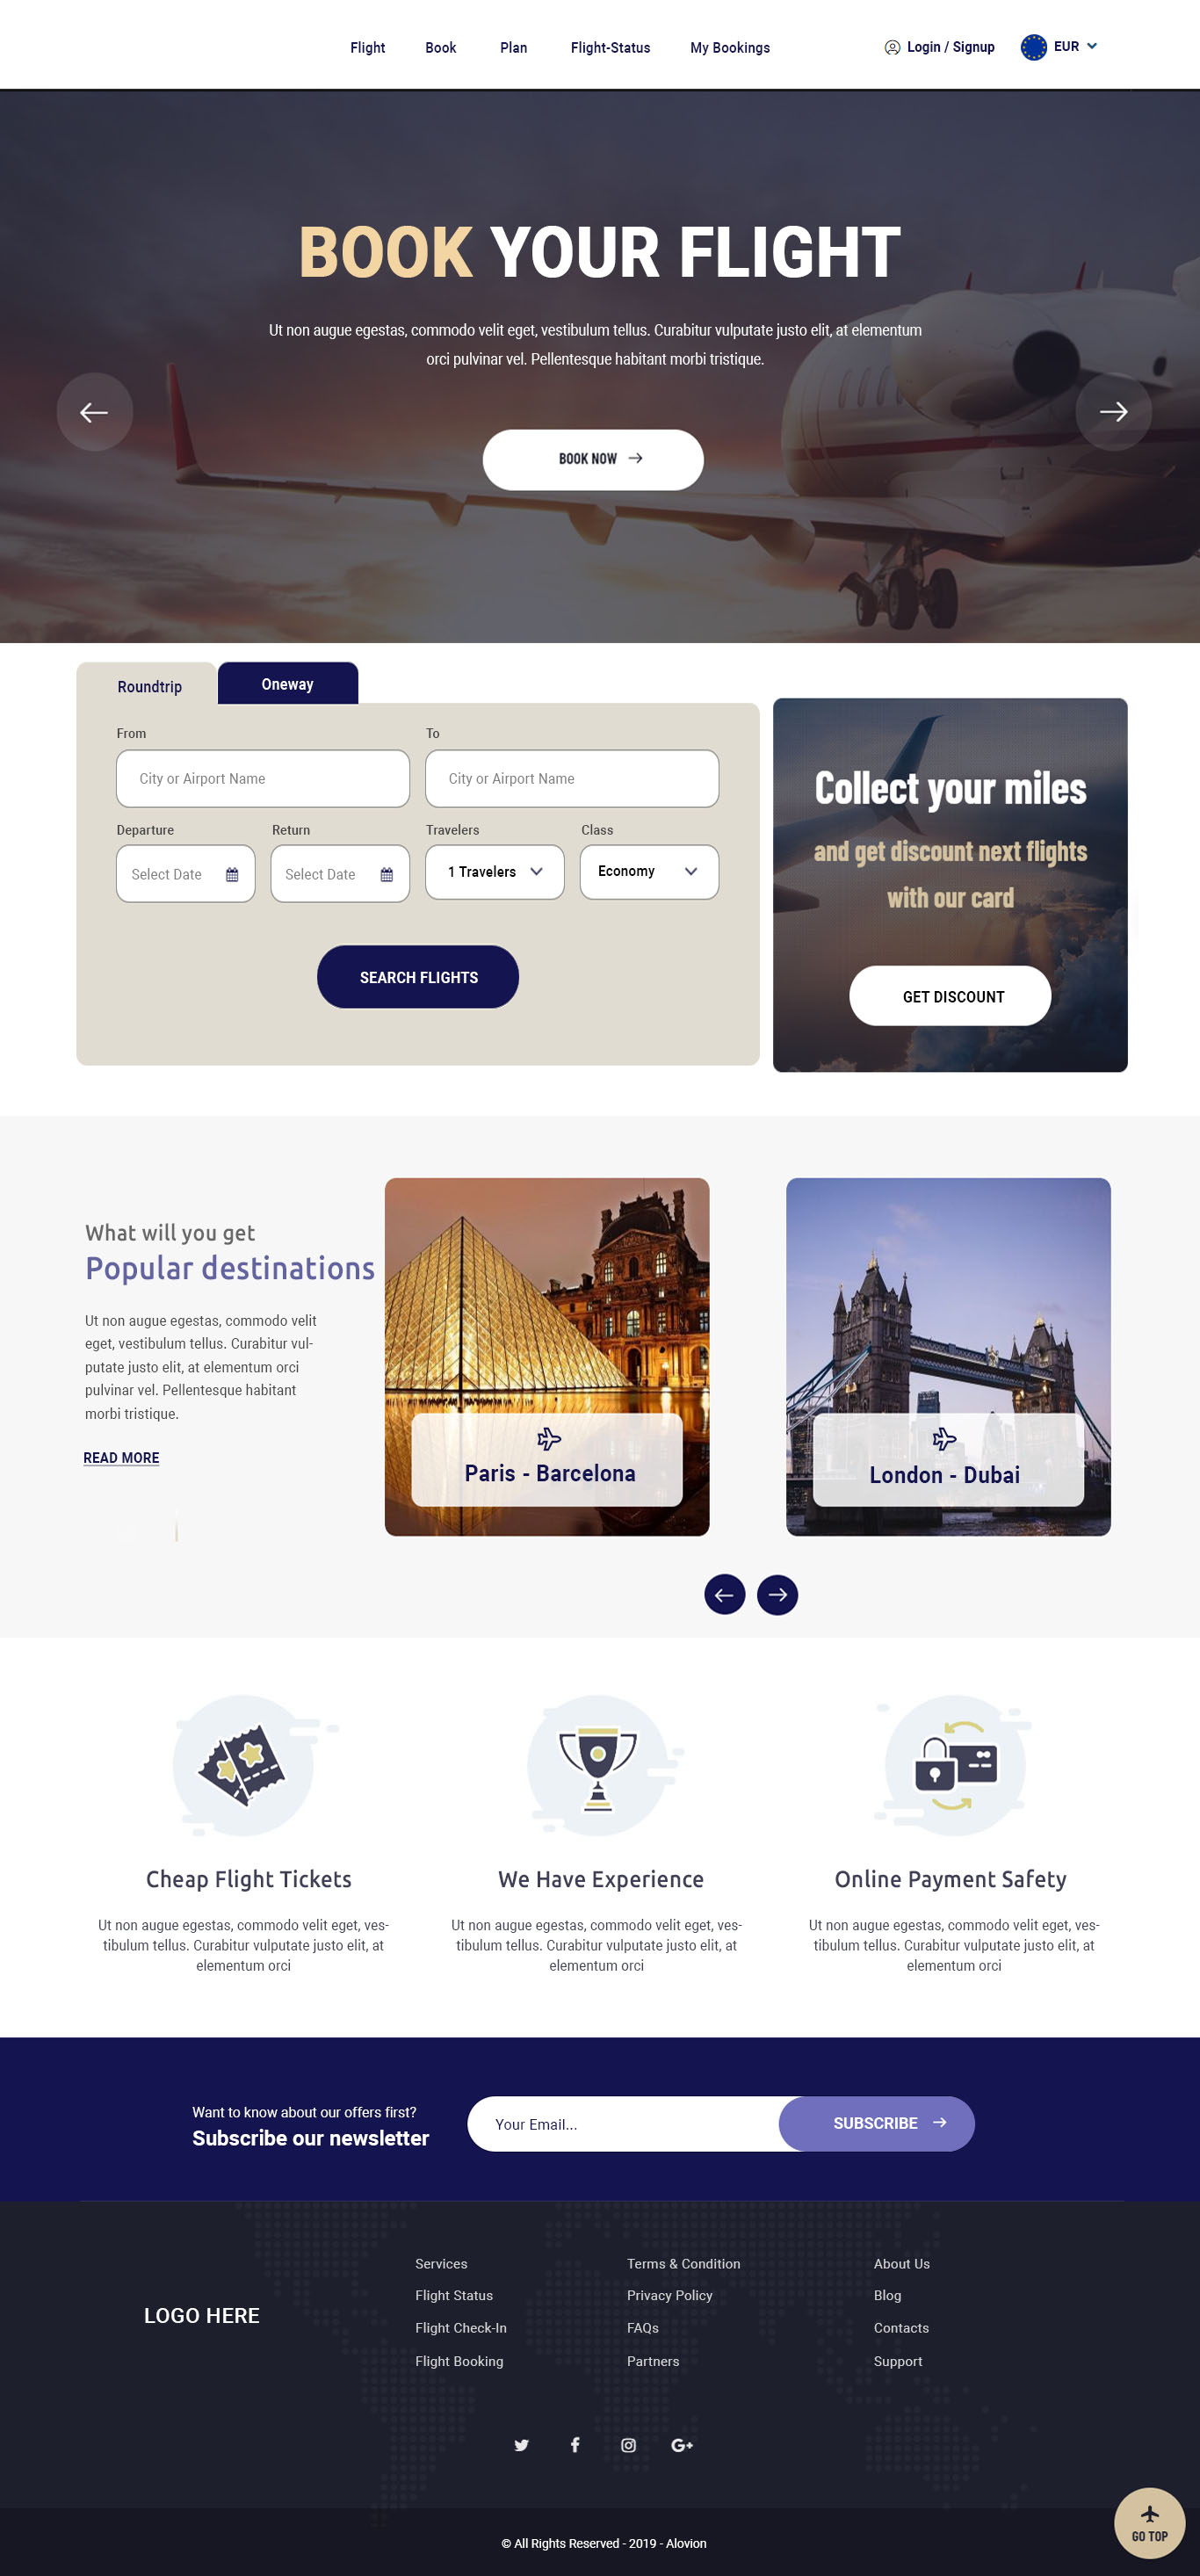 Flight
Book
Plan
Flight-Status
My Bookings
Login / Signup
EUR
BOOK YOUR FLIGHT
Ut non augue egestas, commodo velit eget, vestibulum tellus. Curabitur vulputate justo elit, at elementum
orci pulvinar vel. Pellentesque habitant morbi tristique.
BOOK NOW
Roundtrip
Oneway
From
To
City or Airport Name
City or Airport Name
Departure
Return
Travelers
Class
Select Date
Select Date
1 Travelers
Economy
SEARCH FLIGHTS
Collect your miles
and get discount next flights
with our card
GET DISCOUNT
What will you get
Popular destinations
Ut non augue egestas, commodo velit
eget, vestibulum tellus. Curabitur vul-
putate justo elit, at elementum orci
pulvinar vel. Pellentesque habitant
morbi tristique.
READ MORE
Paris - Barcelona
London - Dubai
Cheap Flight Tickets
Ut non augue egestas, commodo velit eget, ves-
tibulum tellus. Curabitur vulputate justo elit, at
elementum orci
We Have Experience
Ut non augue egestas, commodo velit eget, ves-
tibulum tellus. Curabitur vulputate justo elit, at
elementum orci
Online Payment Safety
Ut non augue egestas, commodo velit eget, ves-
tibulum tellus. Curabitur vulputate justo elit, at
elementum orci
Want to know about our offers first?
Subscribe our newsletter
Your Email...
SUBSCRIBE
LOGO HERE
Services
Flight Status
Flight Check-In
Flight Booking
Terms & Condition
Privacy Policy
FAQs
Partners
About Us
Blog
Contacts
Support
G+
GO TOP
© All Rights Reserved - 2019 - Alovion